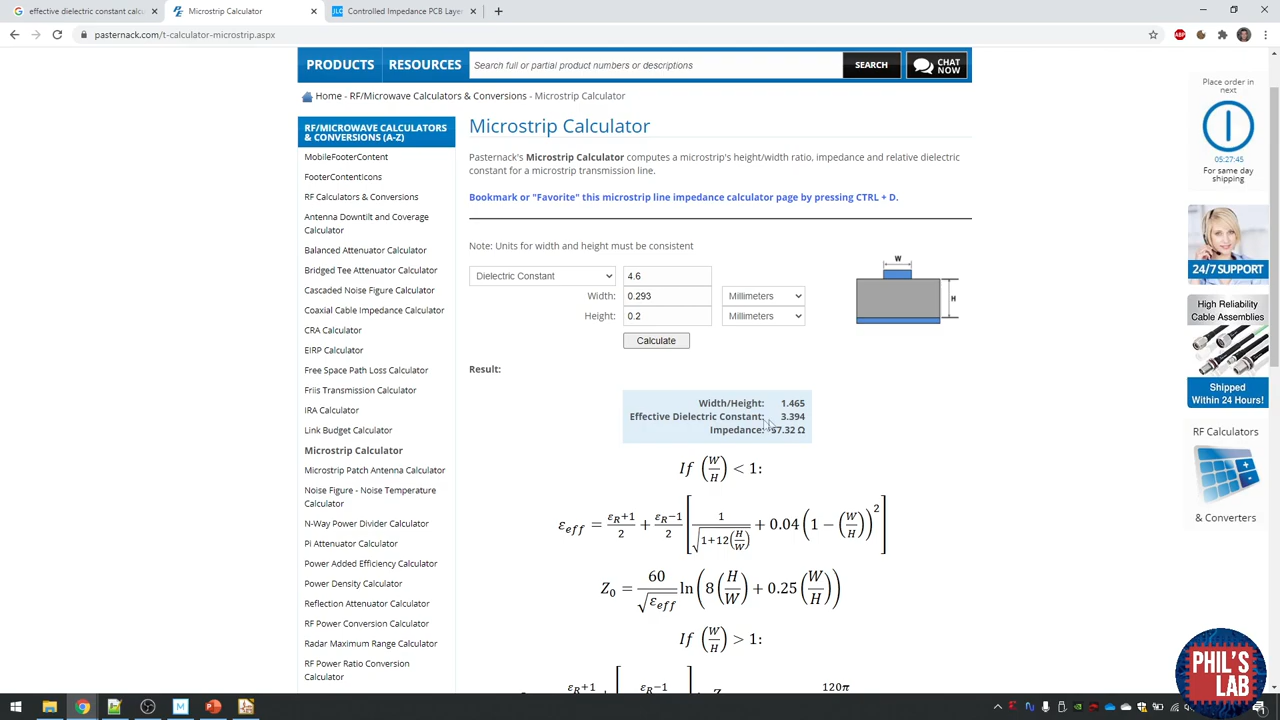 effective dielectric constant calcu
Microstrip Calculator
Controlled Impedance PCB Layer
pasternack.com/t-calculator-microstrip.aspx
PRODUCTS
RESOURCES
Search full or partial product numbers or descriptions
SEARCH
CHAT NOW
Home - RF/Microwave Calculators & Conversions - Microstrip Calculator
RF/MICROWAVE CALCULATORS
& CONVERSIONS (A-Z)
MobileFooterContent
FooterContentIcons
RF Calculators & Conversions
Antenna Downtilt and Coverage
Calculator
Balanced Attenuator Calculator
Bridged Tee Attenuator Calculator
Cascaded Noise Figure Calculator
Coaxial Cable Impedance Calculator
CRA Calculator
EIRP Calculator
Free Space Path Loss Calculator
Friis Transmission Calculator
IRA Calculator
Link Budget Calculator
Microstrip Calculator
Microstrip Patch Antenna Calculator
Noise Figure - Noise Temperature
Calculator
N-Way Power Divider Calculator
Pi Attenuator Calculator
Power Added Efficiency Calculator
Power Density Calculator
Reflection Attenuator Calculator
RF Power Conversion Calculator
Radar Maximum Range Calculator
RF Power Ratio Conversion
Calculator
Microstrip Calculator
Pasternack's Microstrip Calculator computes a microstrip's height/width ratio, impedance and relative dielectric
constant for a microstrip transmission line.
Bookmark or "Favorite" this microstrip line impedance calculator page by pressing CTRL + D.
Note: Units for width and height must be consistent
Dielectric Constant 4.6
Width: 0.293 Millimeters
Height: 0.2 Millimeters
Calculate
W
H
Result:
Width/Height: 1.465
Effective Dielectric Constant: 3.394
Impedance: 57.32 Ω
If (W/H) < 1:
ε_eff = (ε_R+1)/2 + (ε_R−1)/2 [1/√(1+12(H/W)) + 0.04 (1 − (W/H))²]
Z₀ = 60/√ε_eff ln (8 (H/W) + 0.25 (W/H))
If (W/H) > 1:
ε_R+1 ε_R−1 120π
Place order in
next
05:27:45
For same day
shipping
24/7 SUPPORT
High Reliability
Cable Assemblies
Shipped
Within 24 Hours!
RF Calculators
& Converters
PHIL'S
LAB